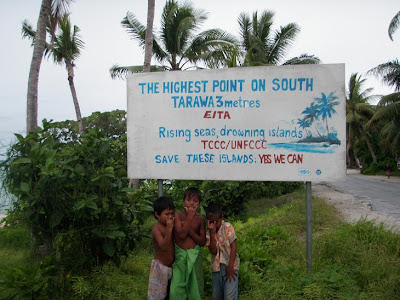 THE HIGHEST POINT ON SOUTH
TARAWA 3 metres
EITA
Rising seas, drowning islands
TCCC/UNFCCC
SAVE THESE ISLANDS: YES WE CAN